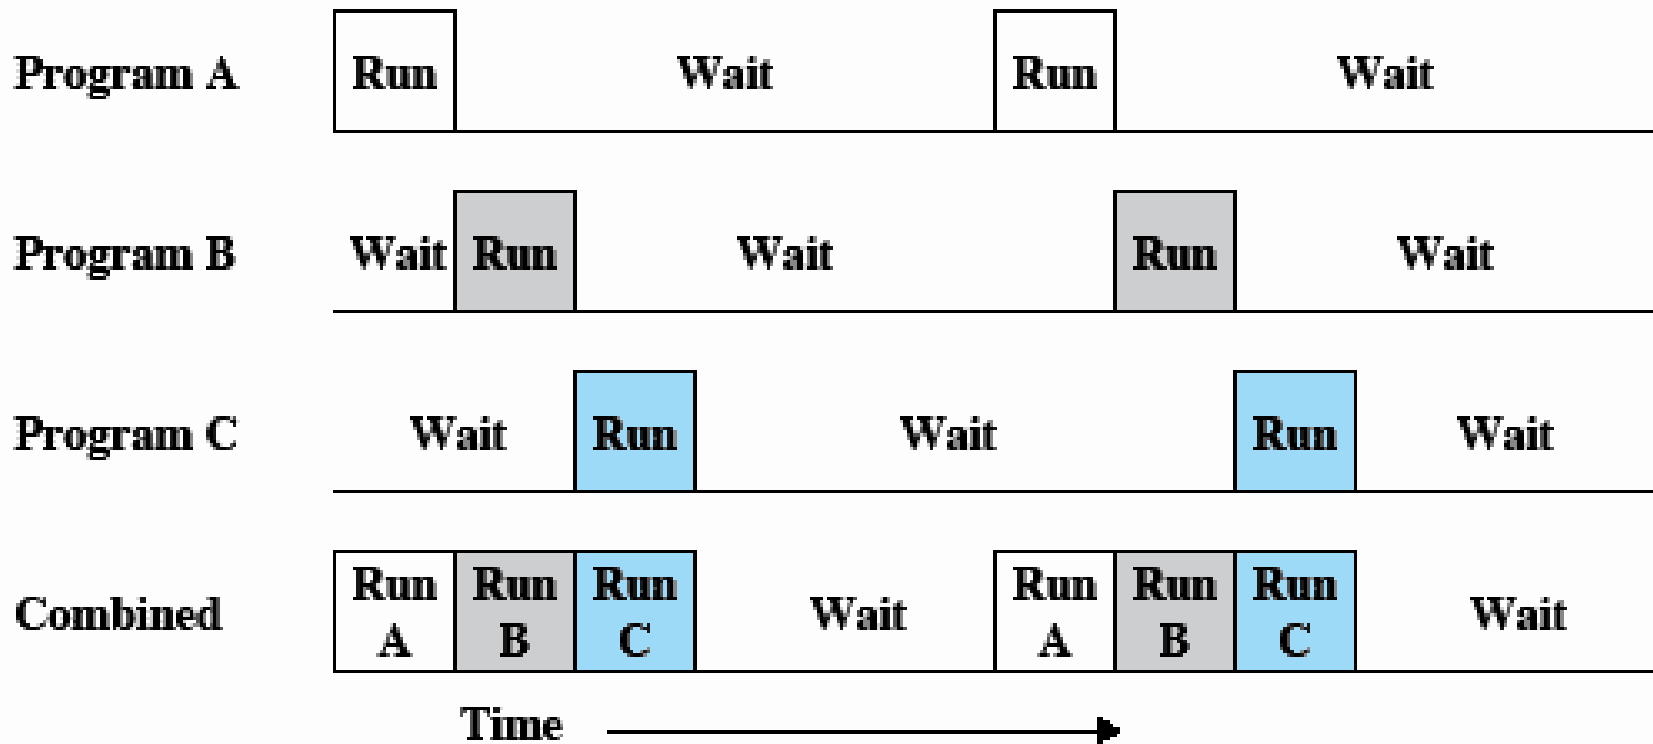 Program A Run Wait Run Wait
Program B Wait Run Wait Run Wait
Program C Wait Run Wait Run Wait
Combined Run A Run B Run C Wait Run A Run B Run C Wait
Time